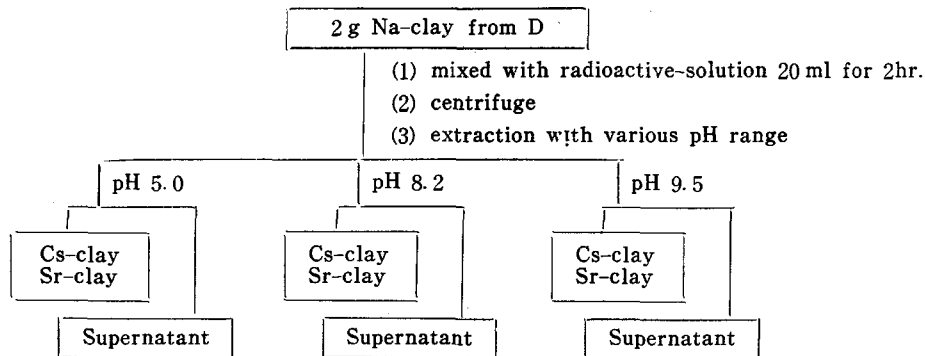 2 g Na-clay from D
(1) mixed with radioactive-solution 20 ml for 2hr.
(2) centrifuge
(3) extraction with various pH range
pH 5.0
pH 8.2
pH 9.5
Cs-clay
Sr-clay
Cs-clay
Sr-clay
Cs-clay
Sr-clay
Supernatant
Supernatant
Supernatant